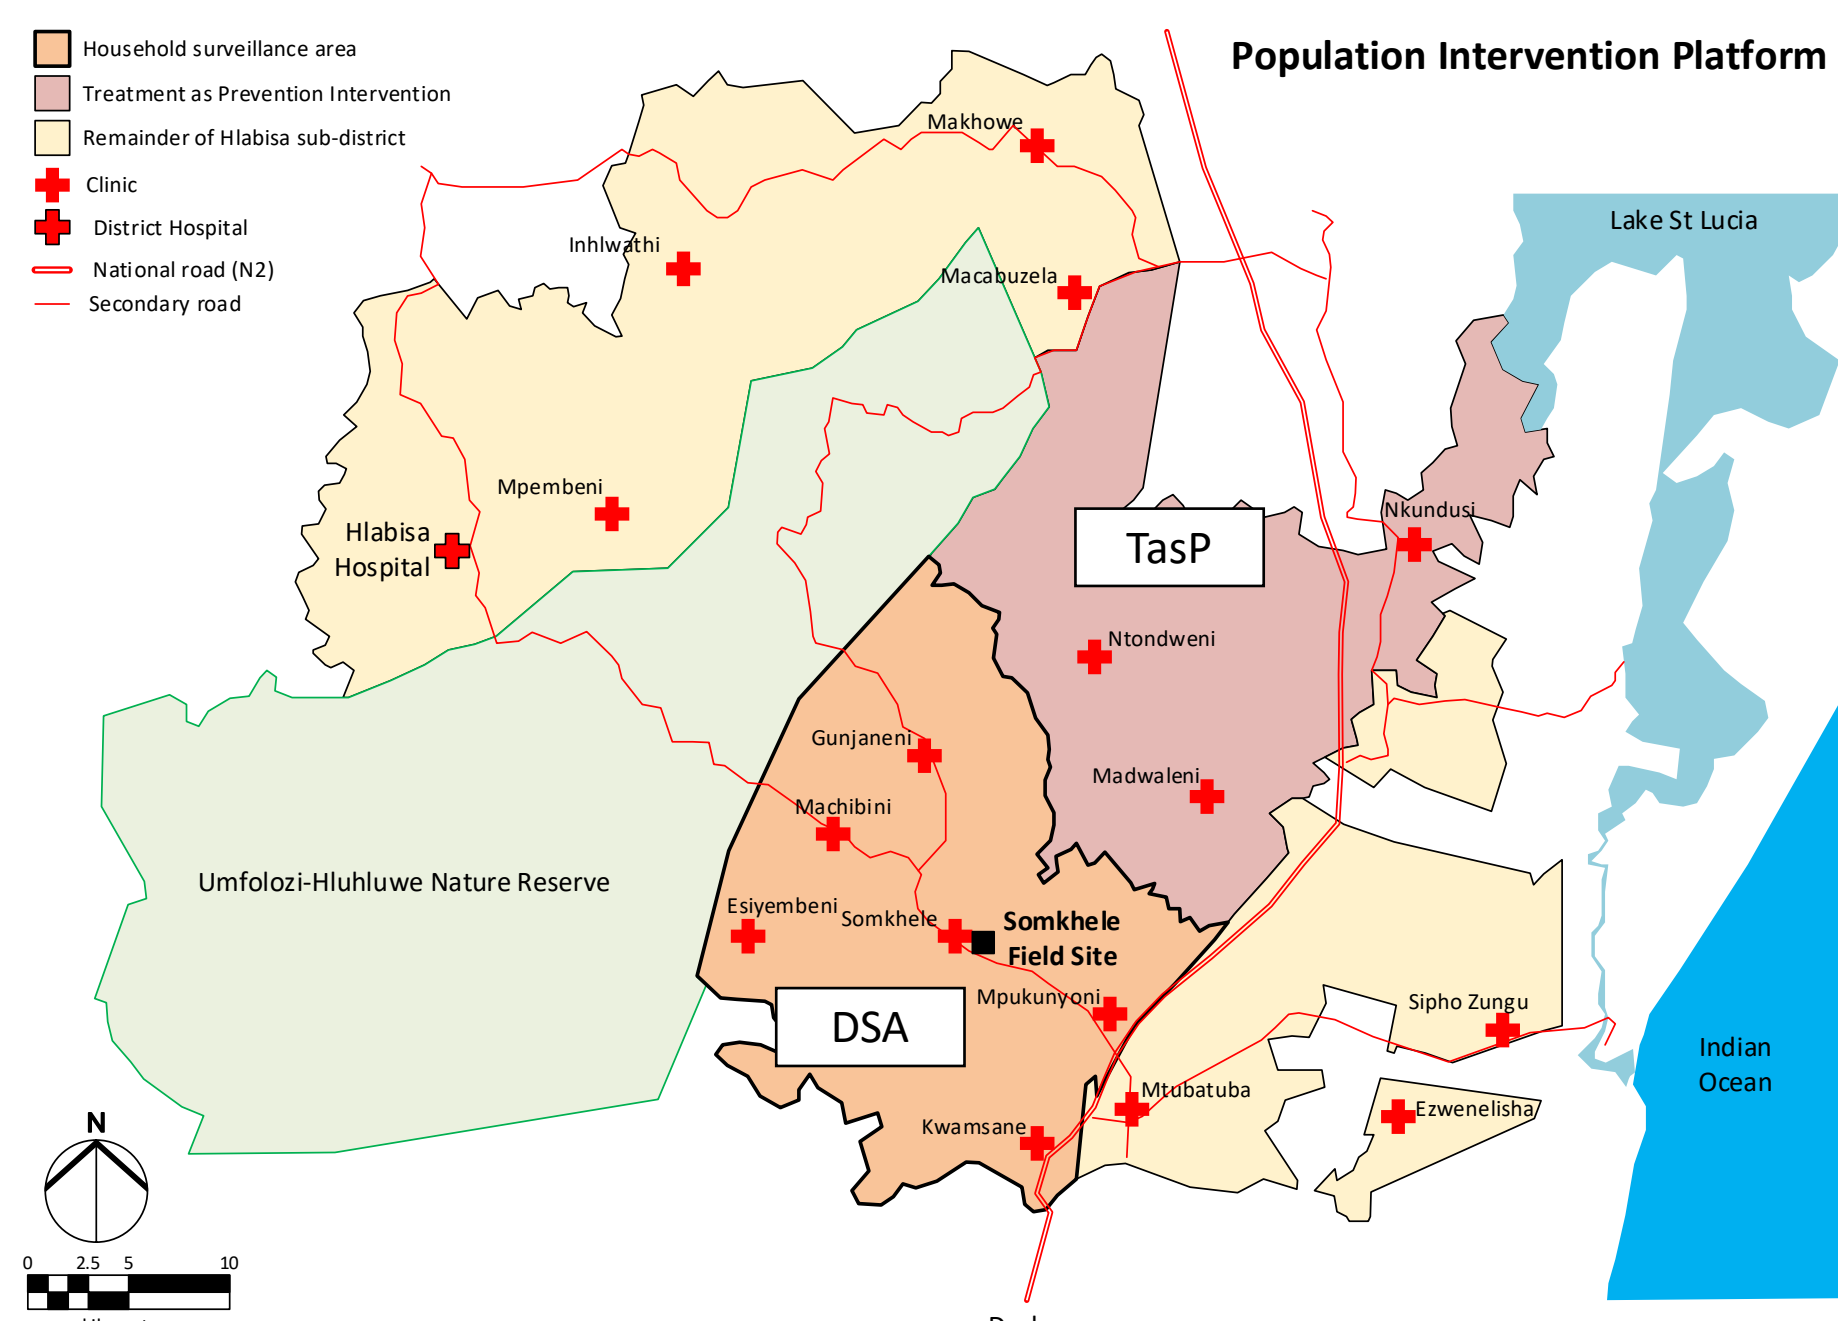 Population Intervention Platform
Household surveillance area
Treatment as Prevention Intervention
Remainder of Hlabisa sub-district
Clinic
District Hospital
National road (N2)
Secondary road
Makhowe
Lake St Lucia
Inhlwathi
Macabuzela
Mpembeni
Nkundusi
Hlabisa
Hospital
TasP
Ntondweni
Gunjaneni
Madwaleni
Machibini
Umfolozi-Hluhluwe Nature Reserve
Esiyembeni
Somkhele
Somkhele
Field Site
Mpukunyoni
Sipho Zungu
DSA
Indian
Ocean
Mtubatuba
Ezwenelisha
Kwamsane
N
0 2.5 5 10